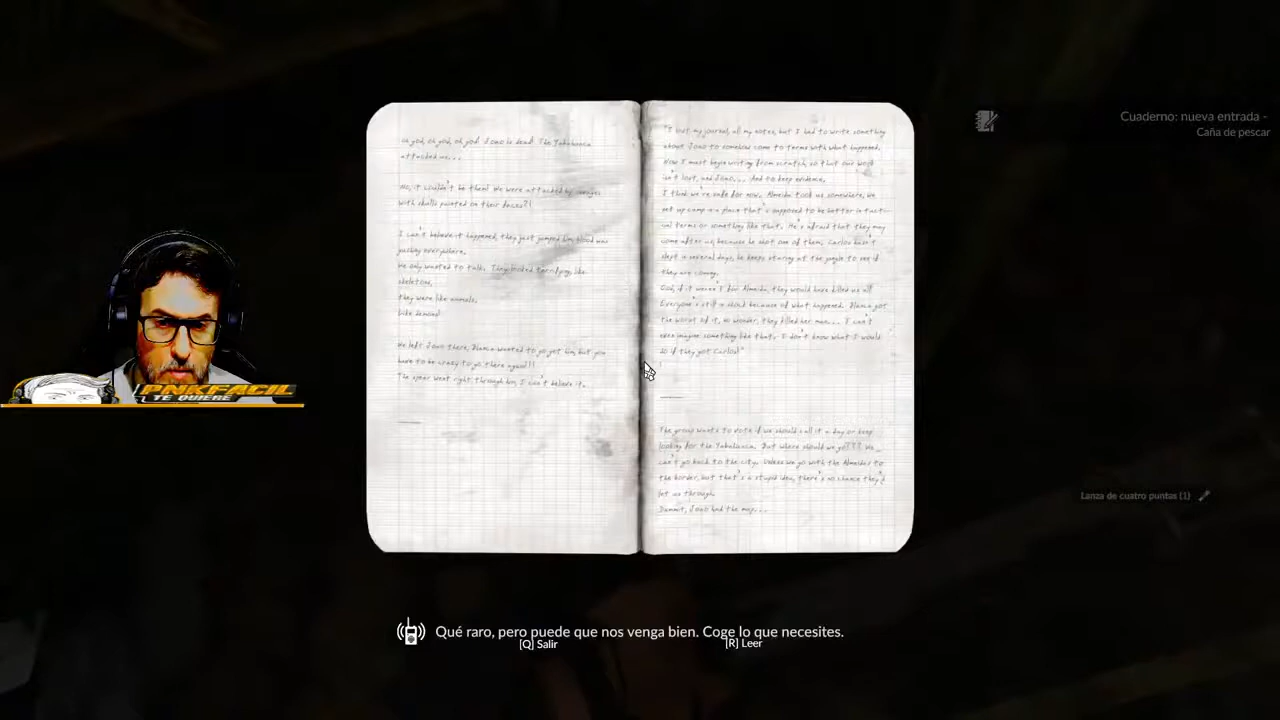 Oh god, oh god, oh god! Joao is dead! The Yabahuaca
attacked us...
No, it couldn't be them! We were attacked by savages
with skulls painted on their faces?!
I can't believe it happened, they just jumped him, blood was
gushing everywhere.
We only wanted to talk. They looked terrifying, like
skeletons,
they were like animals,
like demons!
We left Joao there, Blanca wanted to go get him, but you
have to be crazy to go there again!!!
The spear went right through him, I can't believe it.
"I lost my journal, all my notes, but I had to write something
about Joao to somehow come to terms with what happened.
Now I must begin writing from scratch, so that our work
isn't lost, and Joao... And to keep evidence.
I think we're safe for now. Almeida took us somewhere, we
set up camp in a place that's supposed to be better in tacti-
cal terms or something like that. He's afraid that they may
come after us, because he shot one of them. Carlos hasn't
slept in several days, he keeps staring at the jungle to see if
they are coming.
God, if it weren't for Almeida, they would have killed us all
Everyone's still in shock because of what happened. Blanca got
the worst of it, no wonder, they killed her man... I can't
even imagine something like that. I don't know what I would
do if they got Carlos!"
The group wants to vote if we should call it a day or keep
looking for the Yabahuaca. But where should we go??? We
can't go back to the city. Unless we go with the Almeidas to
the border, but that's a stupid idea, there's no chance they'd
let us through.
Dammit, Joao had the map...
Cuaderno: nueva entrada -
Caña de pescar
Lanza de cuatro puntas (1)
PNKFACIL
TE QUIERE
Qué raro, pero puede que nos venga bien. Coge lo que necesites.
[Q] Salir [R] Leer